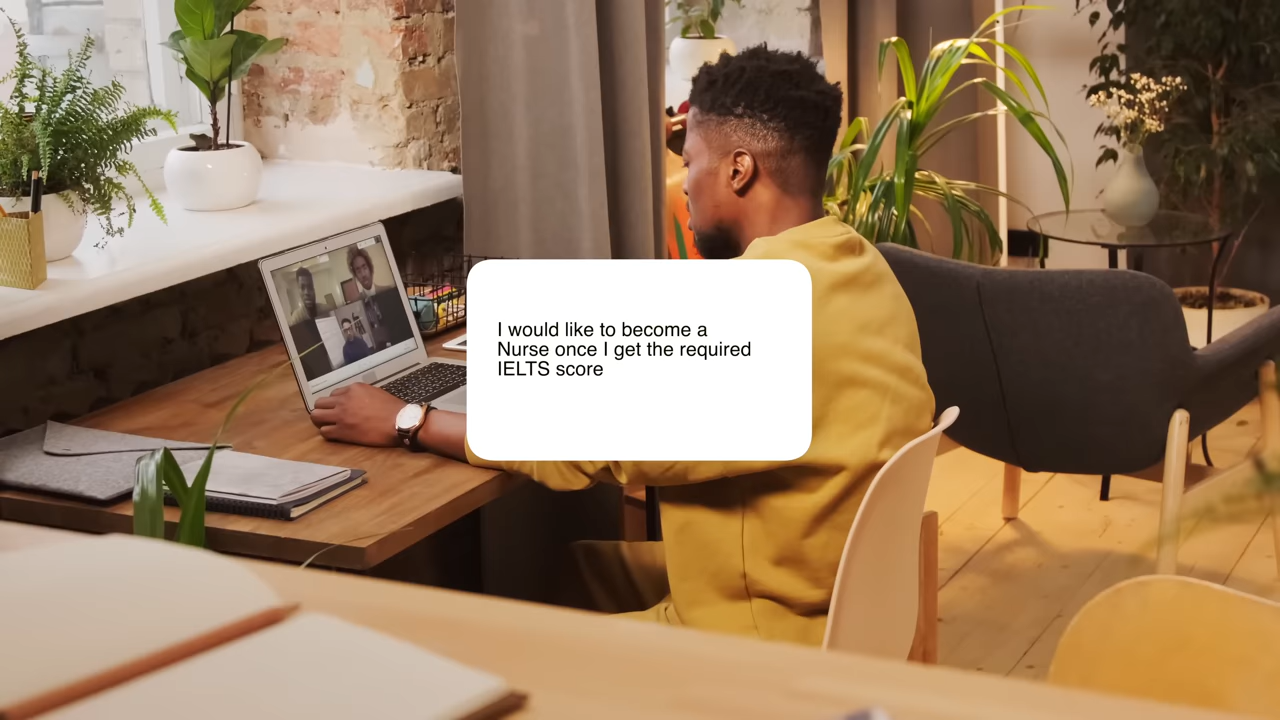 I would like to become a
Nurse once I get the required
IELTS score